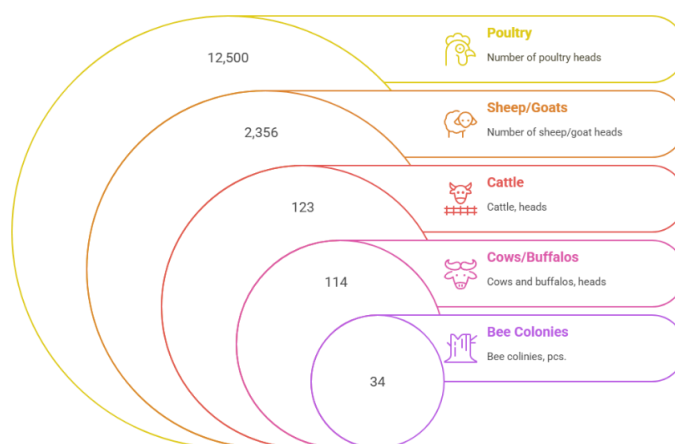 12,500
Poultry
Number of poultry heads
2,356
Sheep/Goats
Number of sheep/goat heads
123
Cattle
Cattle, heads
114
Cows/Buffalos
Cows and buffalos, heads
34
Bee Colonies
Bee colinies, pcs.